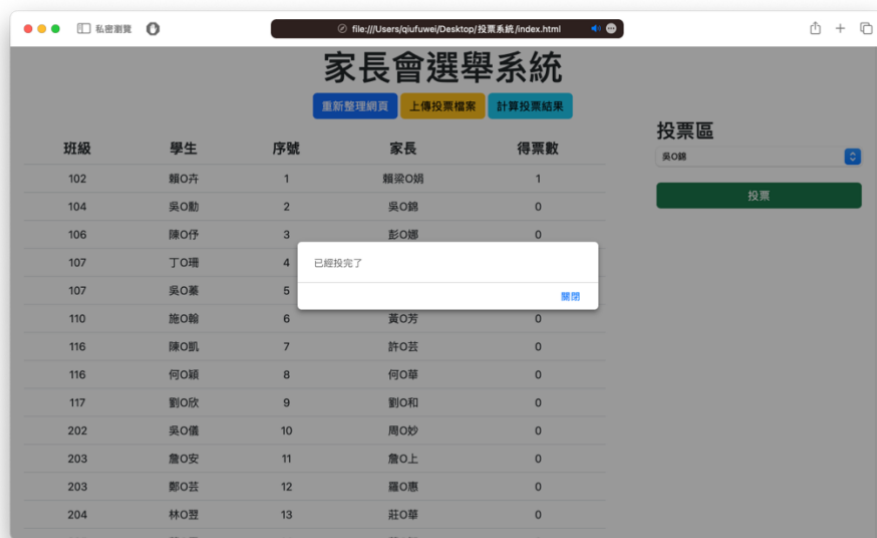 私密瀏覽
file:///Users/qiufuwei/Desktop/投票系統/index.html
家長會選舉系統
重新整理網頁 上傳投票檔案 計算投票結果
投票區
吳O錦
投票
班級 學生 序號 家長 得票數
102 賴O卉 1 賴梁O娟 1
104 吳O勳 2 吳O錦 0
106 陳O伃 3 彭O娜 0
107 丁O珊 4
107 吳O蓁 5
已經投完了
關閉
110 施O翰 6 黃O芳 0
116 陳O凱 7 許O芸 0
116 何O穎 8 何O華 0
117 劉O欣 9 劉O和 0
202 吳O儀 10 周O妙 0
203 詹O安 11 詹O上 0
203 鄭O芸 12 羅O惠 0
204 林O翌 13 莊O華 0